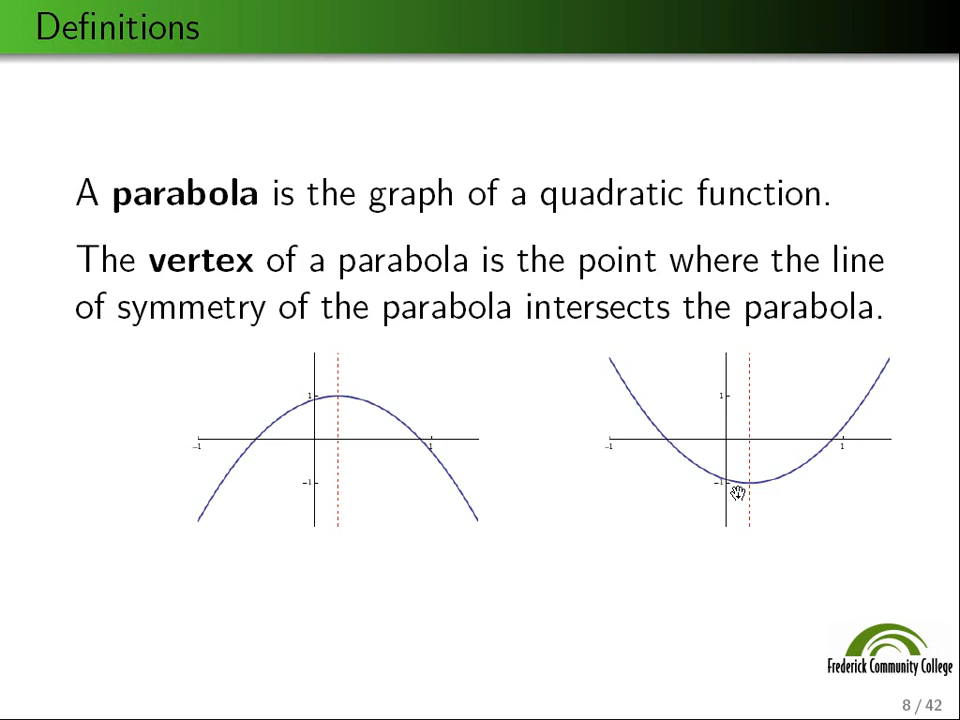 Definitions
A parabola is the graph of a quadratic function.
The vertex of a parabola is the point where the line
of symmetry of the parabola intersects the parabola.
1
−1
1
−1
1
−1
1
−1
Frederick Community College
8 / 42